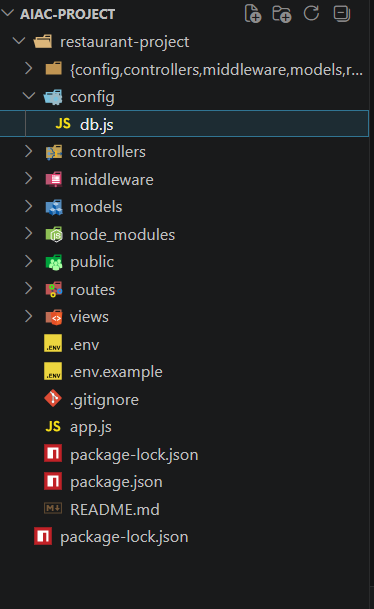 AIAC-PROJECT
restaurant-project
{config,controllers,middleware,models,r...
config
JS db.js
controllers
middleware
models
node_modules
public
routes
views
.ENV .env
.ENV .env.example
.gitignore
JS app.js
package-lock.json
package.json
M README.md
package-lock.json